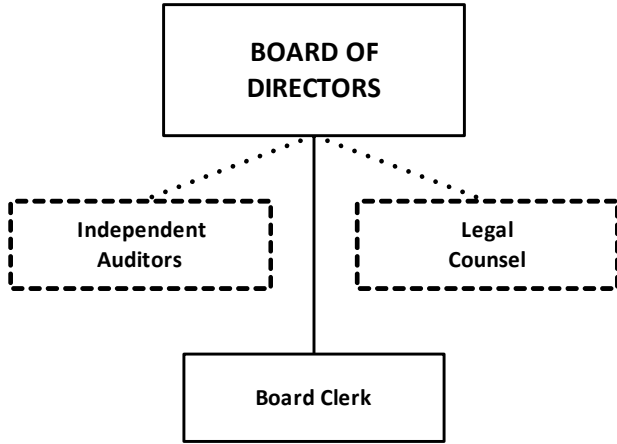 BOARD OF
DIRECTORS
Independent
Auditors
Legal
Counsel
Board Clerk